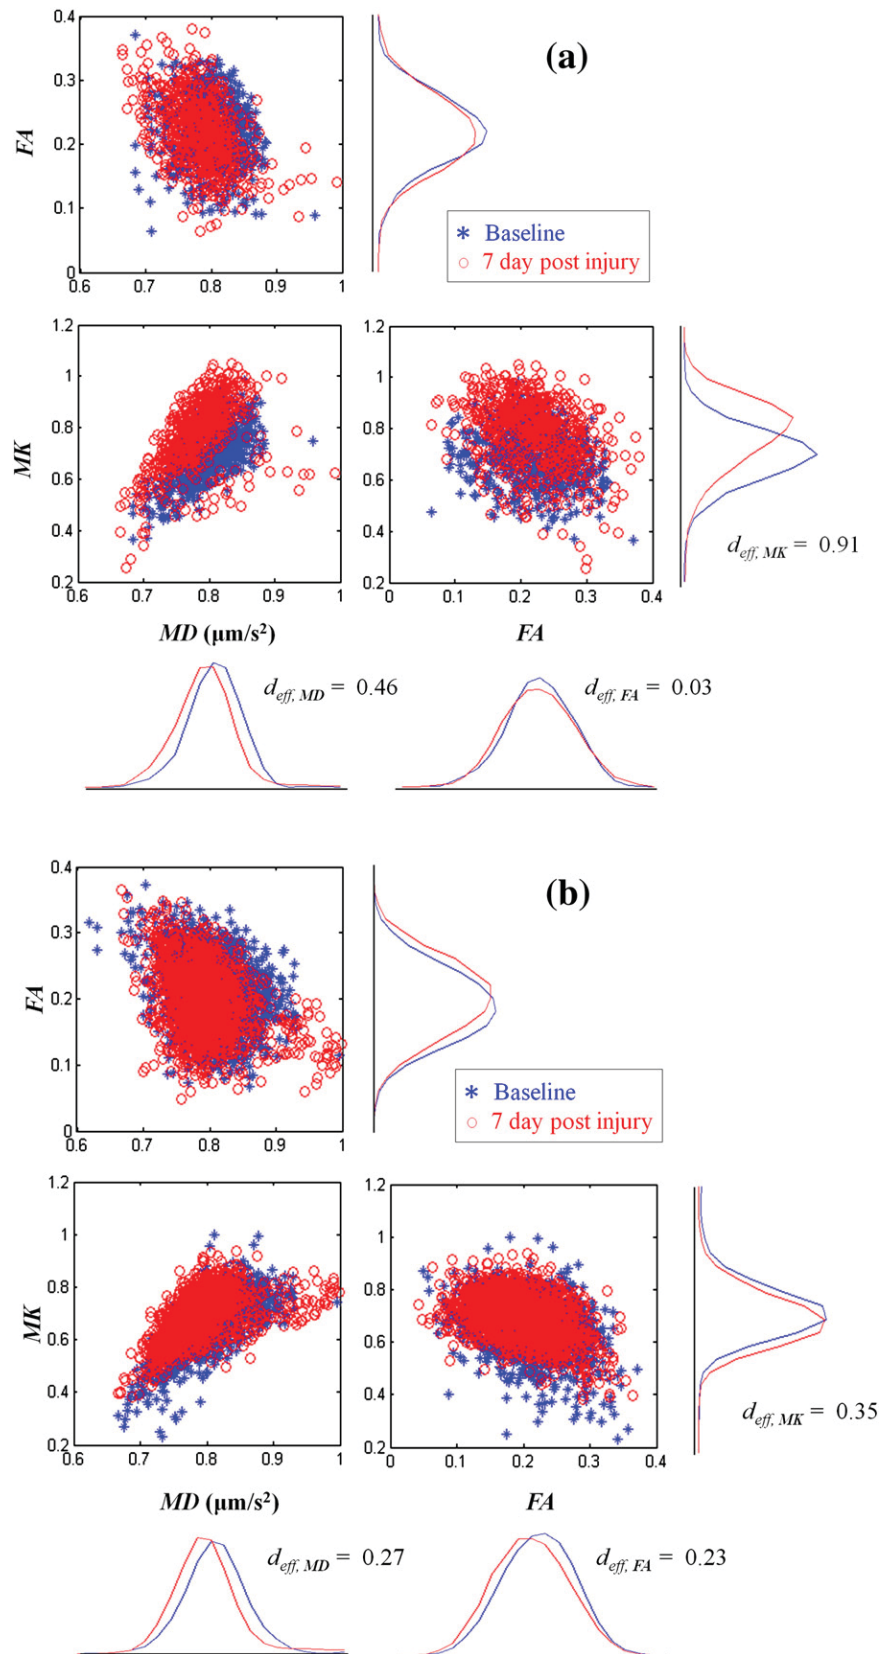 (a)
FA
0.4
0.3
0.2
0.1
0
0.6 0.7 0.8 0.9 1
* Baseline
○ 7 day post injury
MK
1.2
1
0.8
0.6
0.4
0.2
0.6 0.7 0.8 0.9 1
MD (µm/s²)
1.2
1
0.8
0.6
0.4
0.2
0 0.1 0.2 0.3 0.4
FA
d_eff, MK = 0.91
d_eff, MD = 0.46
d_eff, FA = 0.03
(b)
FA
0.4
0.3
0.2
0.1
0
0.6 0.7 0.8 0.9 1
* Baseline
○ 7 day post injury
MK
1.2
1
0.8
0.6
0.4
0.2
0.6 0.7 0.8 0.9 1
MD (µm/s²)
1.2
1
0.8
0.6
0.4
0.2
0 0.1 0.2 0.3 0.4
FA
d_eff, MK = 0.35
d_eff, MD = 0.27
d_eff, FA = 0.23